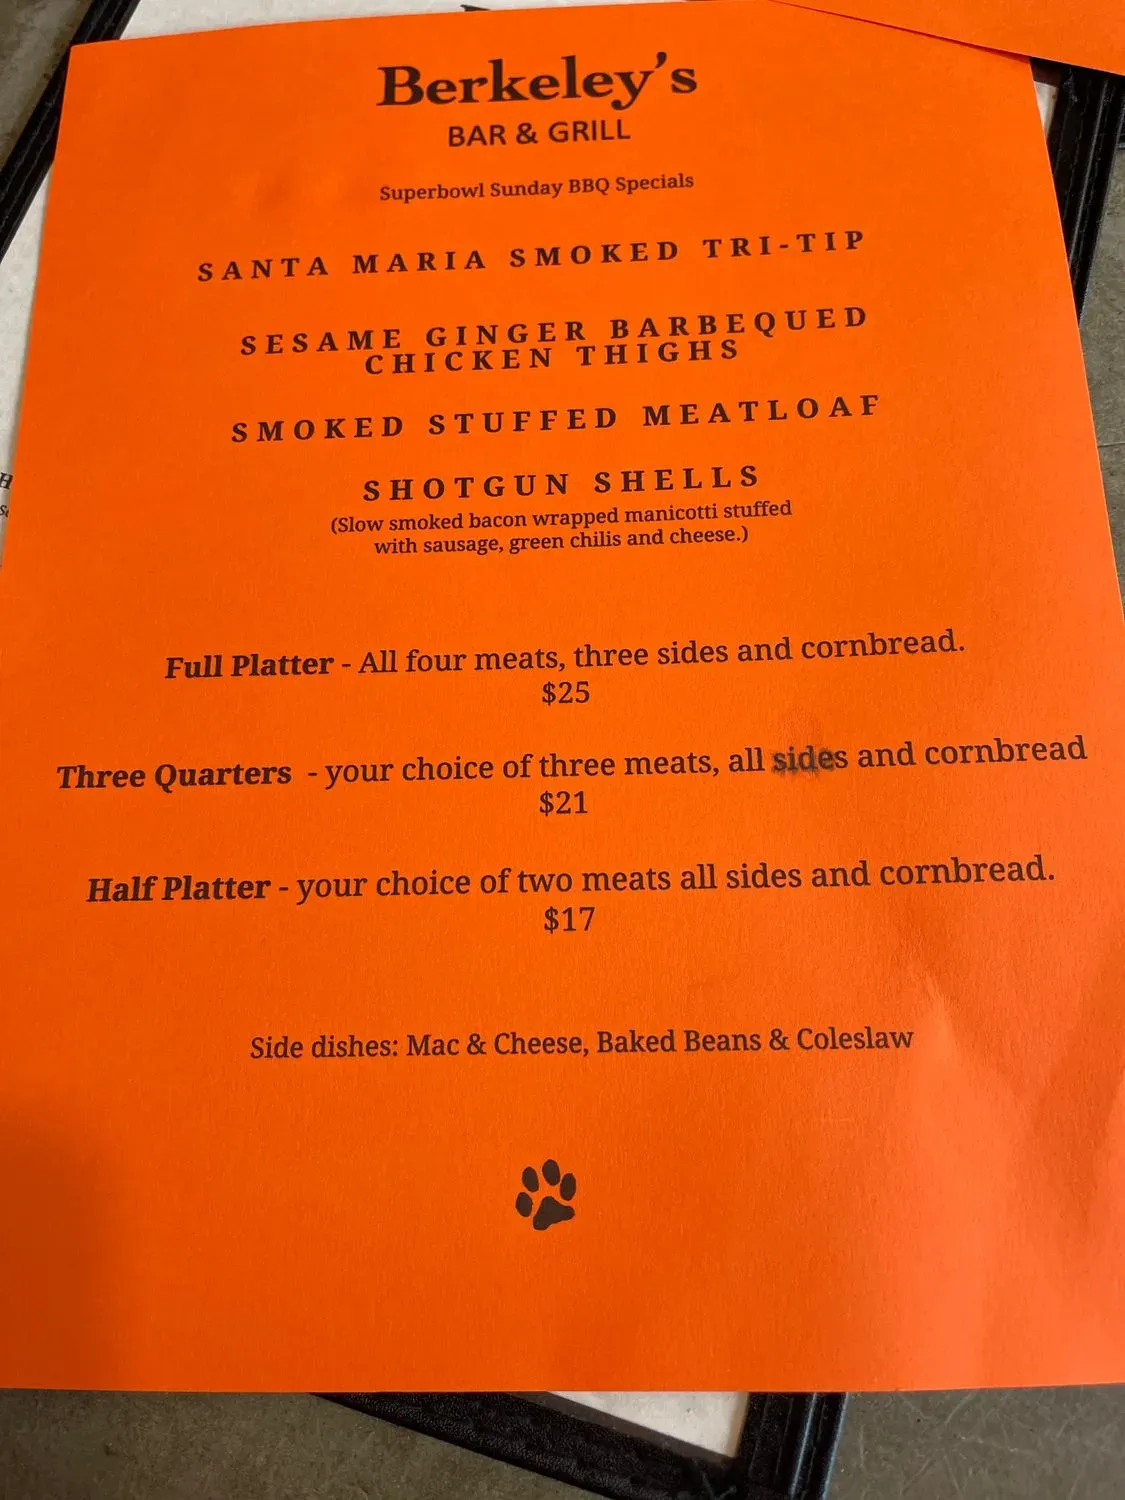 Berkeley's
BAR & GRILL
Superbowl Sunday BBQ Specials
SANTA MARIA SMOKED TRI-TIP
SESAME GINGER BARBEQUED
CHICKEN THIGHS
SMOKED STUFFED MEATLOAF
SHOTGUN SHELLS
(Slow smoked bacon wrapped manicotti stuffed
with sausage, green chilis and cheese.)
Full Platter - All four meats, three sides and cornbread.
$25
Three Quarters - your choice of three meats, all sides and cornbread
$21
Half Platter - your choice of two meats all sides and cornbread.
$17
Side dishes: Mac & Cheese, Baked Beans & Coleslaw